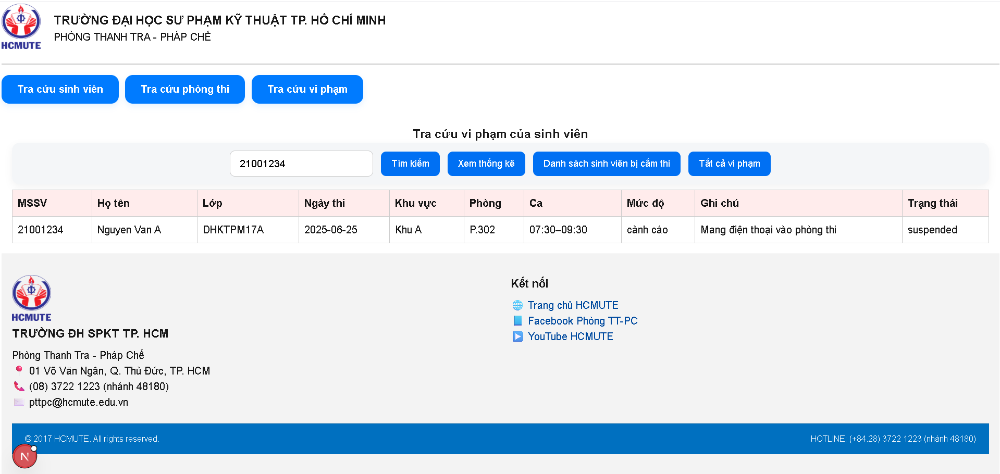 HCMUTE
TRƯỜNG ĐẠI HỌC SƯ PHẠM KỸ THUẬT TP. HỒ CHÍ MINH
PHÒNG THANH TRA - PHÁP CHẾ
Tra cứu sinh viên Tra cứu phòng thi Tra cứu vi phạm
Tra cứu vi phạm của sinh viên
21001234 Tìm kiếm Xem thống kê Danh sách sinh viên bị cấm thi Tất cả vi phạm
MSSV Họ tên Lớp Ngày thi Khu vực Phòng Ca Mức độ Ghi chú Trạng thái
21001234 Nguyen Van A DHKTPM17A 2025-06-25 Khu A P.302 07:30–09:30 cảnh cáo Mang điện thoại vào phòng thi suspended
HCMUTE
TRƯỜNG ĐH SPKT TP. HCM
Phòng Thanh Tra - Pháp Chế
01 Võ Văn Ngân, Q. Thủ Đức, TP. HCM
(08) 3722 1223 (nhánh 48180)
pttpc@hcmute.edu.vn
Kết nối
Trang chủ HCMUTE
Facebook Phòng TT-PC
YouTube HCMUTE
© 2017 HCMUTE. All rights reserved. HOTLINE: (+84.28) 3722 1223 (nhánh 48180)
N